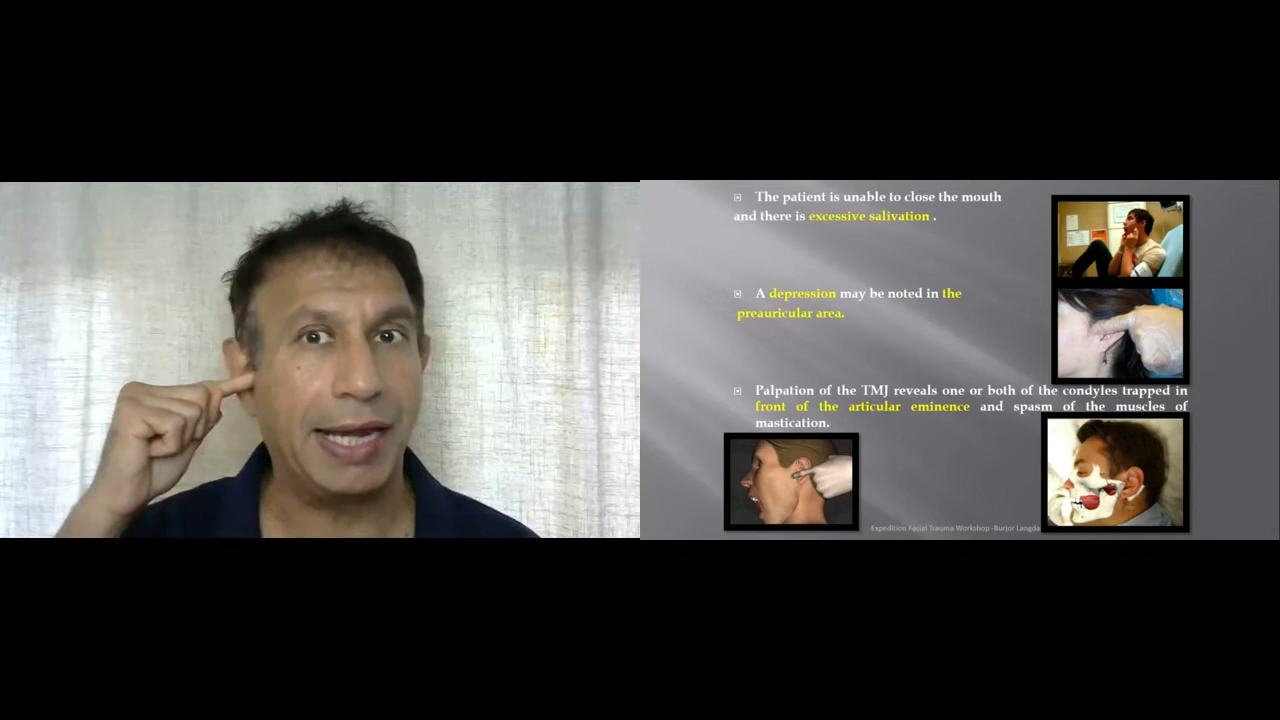 The patient is unable to close the mouth
and there is excessive salivation .
A depression may be noted in the
preauricular area.
Palpation of the TMJ reveals one or both of the condyles trapped in
front of the articular eminence and spasm of the muscles of
mastication.
Expedition Facial Trauma Workshop -Burjor Langda